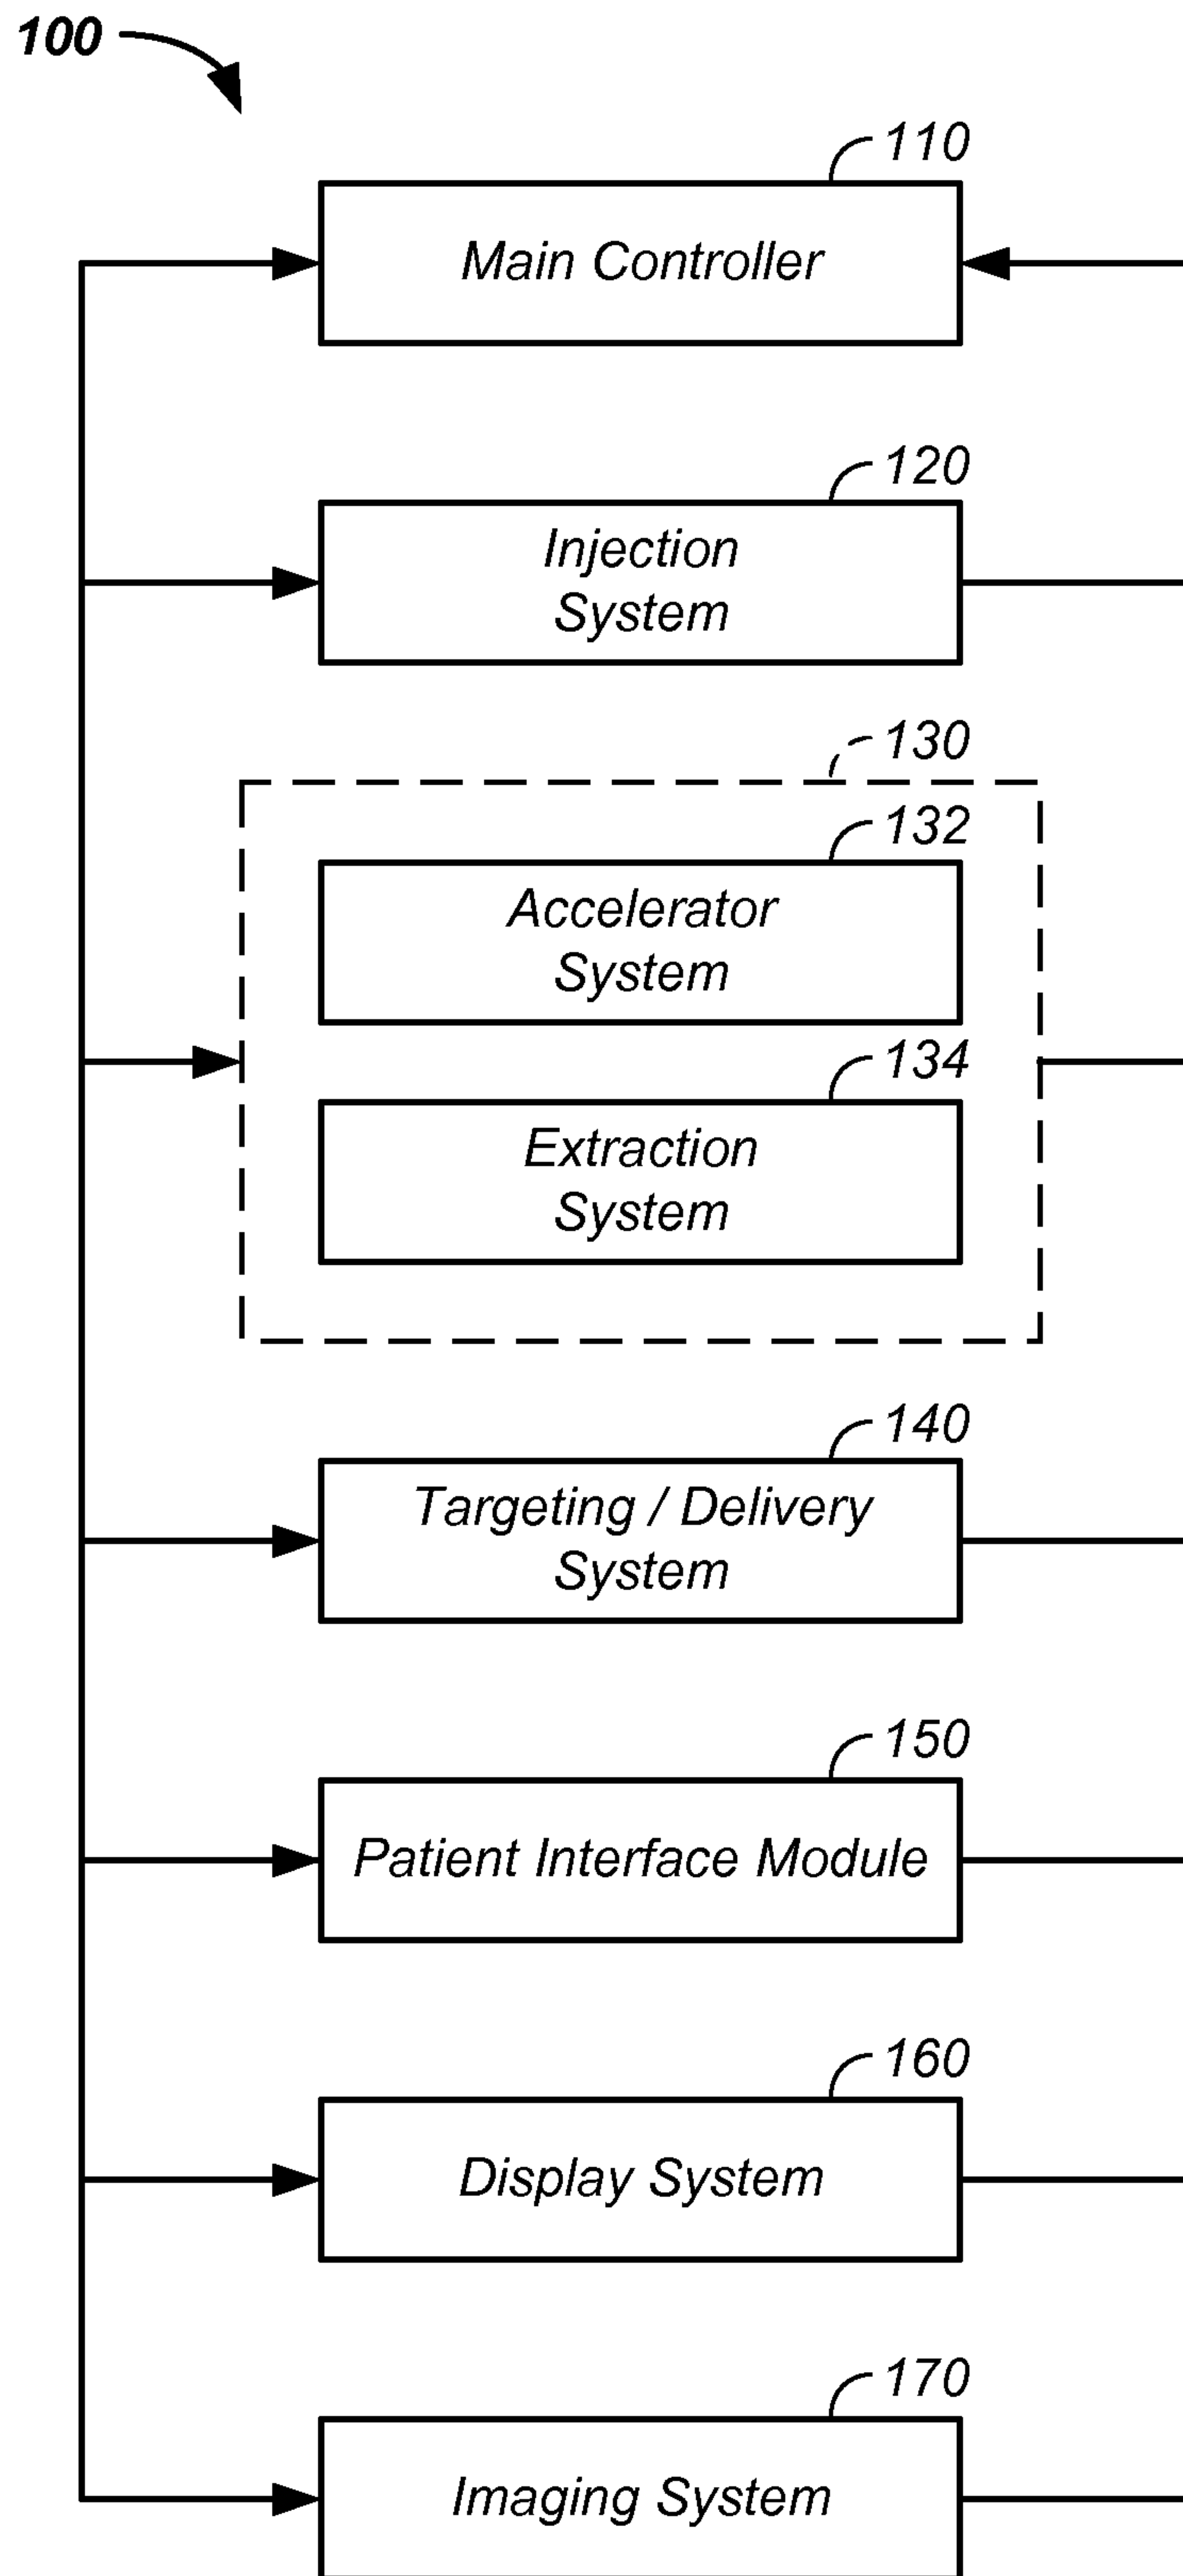 100
110
Main Controller
120
Injection
System
130
132
Accelerator
System
134
Extraction
System
140
Targeting / Delivery
System
150
Patient Interface Module
160
Display System
170
Imaging System